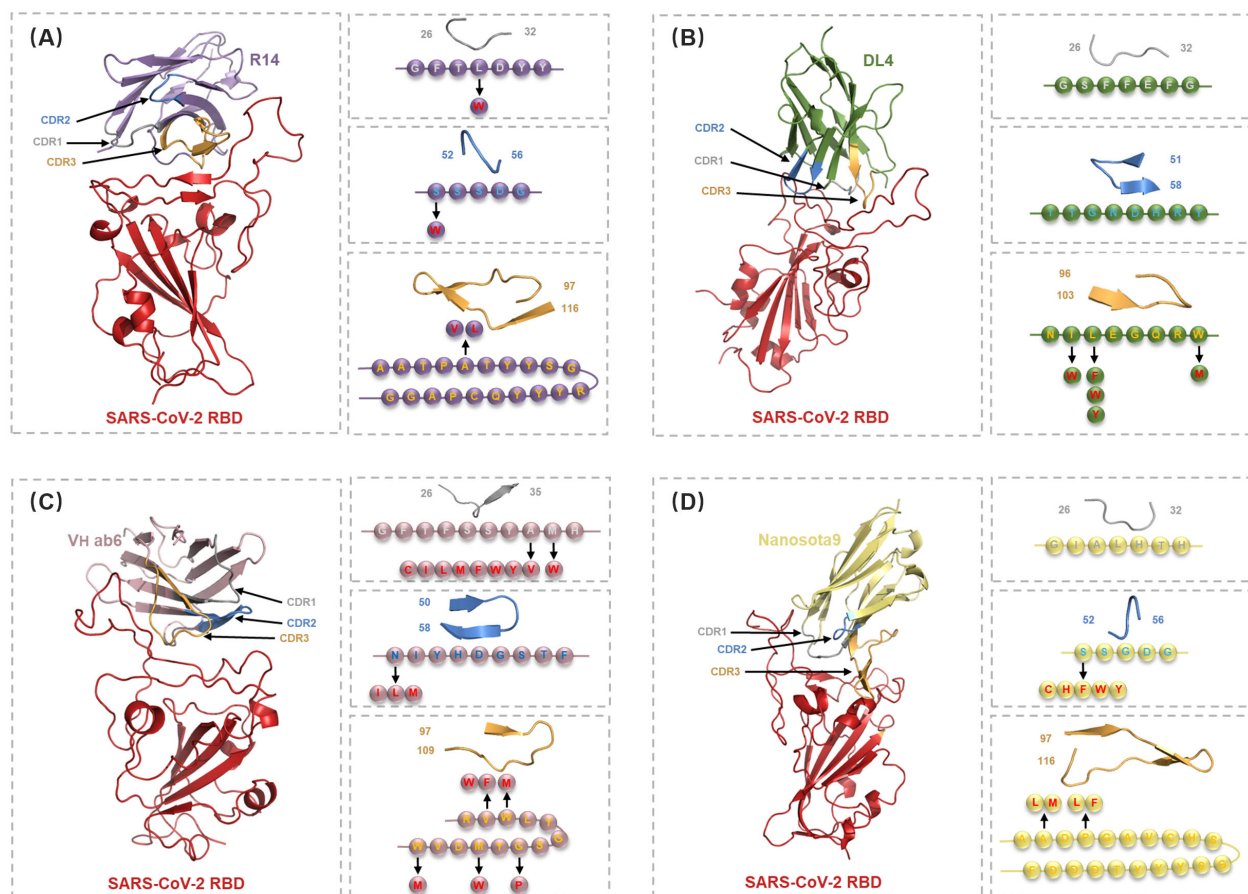 (A)
R14
CDR2
CDR1
CDR3
SARS-CoV-2 RBD
26 32
G F T L D Y Y
W
52 56
S S S D G
W
97
116
V L
A A T P A T Y Y S G
G G A P C Q Y Y Y R
(B)
DL4
CDR2
CDR1
CDR3
SARS-CoV-2 RBD
26 32
G S F F E F G
51
58
I T G R D H R T
96
103
N I E G Q R W
W F M
W
Y
(C)
VH ab6
CDR1
CDR2
CDR3
SARS-CoV-2 RBD
26 35
G F T F S S Y A M H
C I L M F W Y V W
50
58
N I Y H D G S T F
I L M
97
109
W F M
R V W L Y
W V D M T G S G
M W P
(D)
Nanosota9
CDR1
CDR2
CDR3
SARS-CoV-2 RBD
26 32
G I A L H T H
52 56
S S G D G
C H F W Y
97
116
L M L F
A A D P E A V C H S
F D P D T Y Y Y S